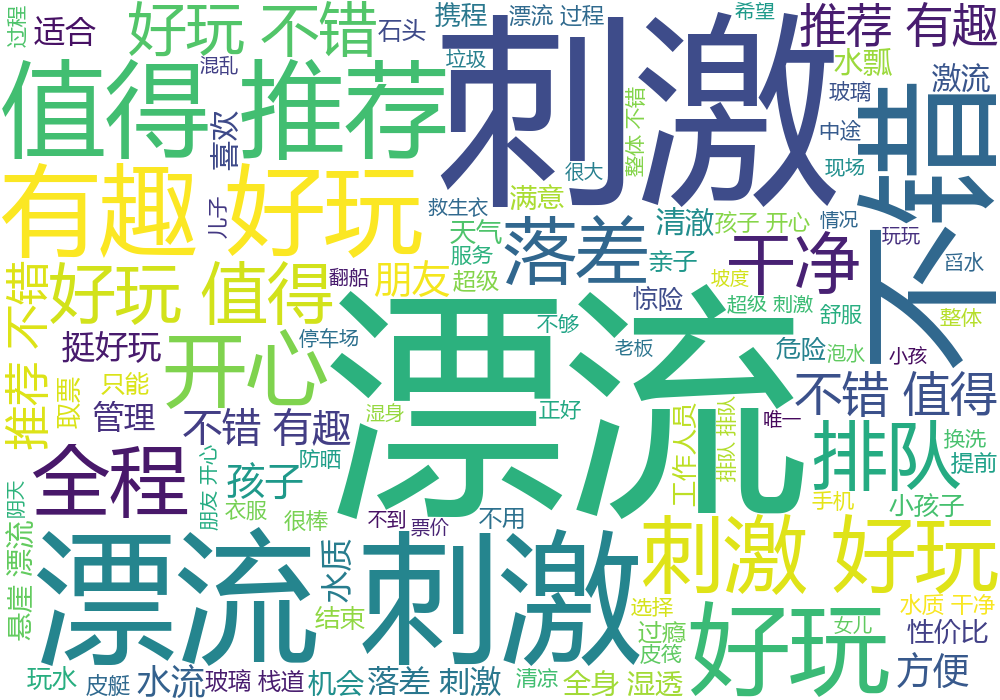 过程
适合
好玩 不错
石头
携程
漂流 过程
希望
推荐 有趣
刺激
垃圾
混乱
水瓢
激流
值得 推荐
玻璃
不错
整体 不错
中途
喜欢
很大
现场
有趣 好玩
满意
救生衣
儿子
清澈
孩子 开心
情况
天气
落差
干净
玩玩
服务
亲子
舀水
好玩 值得
翻船
朋友
超级
坡度
推荐 不错
惊险
超级 刺激
舒服
整体
漂流
不够
停车场
挺好玩
开心
老板
危险
泡水
小孩
只能
取票
不错 值得
管理
不错 有趣
湿身
正好
工作人员
排队 排队
唯一
排队
换洗
提前
全程
孩子
防晒
朋友 开心
阴天
衣服
很棒
不到
票价
不用
手机
小孩子
悬崖 漂流
漂流 刺激
水质
刺激 好玩
结束
选择
水质 干净
过瘾
好玩
女儿
性价比
皮筏
方便
玩水
皮艇
水流
玻璃 栈道
机会
落差 刺激
清凉
全身 湿透